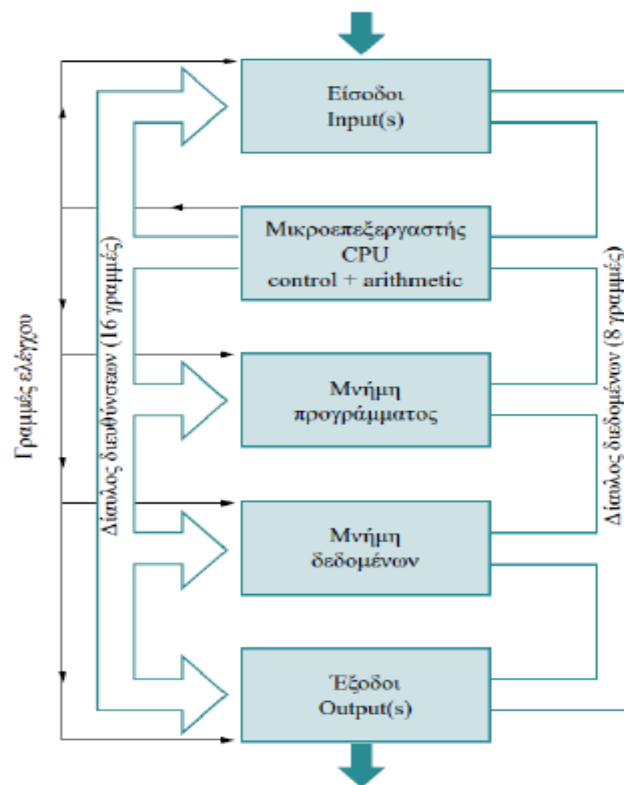 Είσοδοι
Input(s)
Μικροεπεξεργαστής
CPU
control + arithmetic
Μνήμη
προγράμματος
Μνήμη
δεδομένων
Έξοδοι
Output(s)
Γραμμές ελέγχου
Δίαυλος διευθύνσεων (16 γραμμές)
Δίαυλος διεδομένων (8 γραμμές)